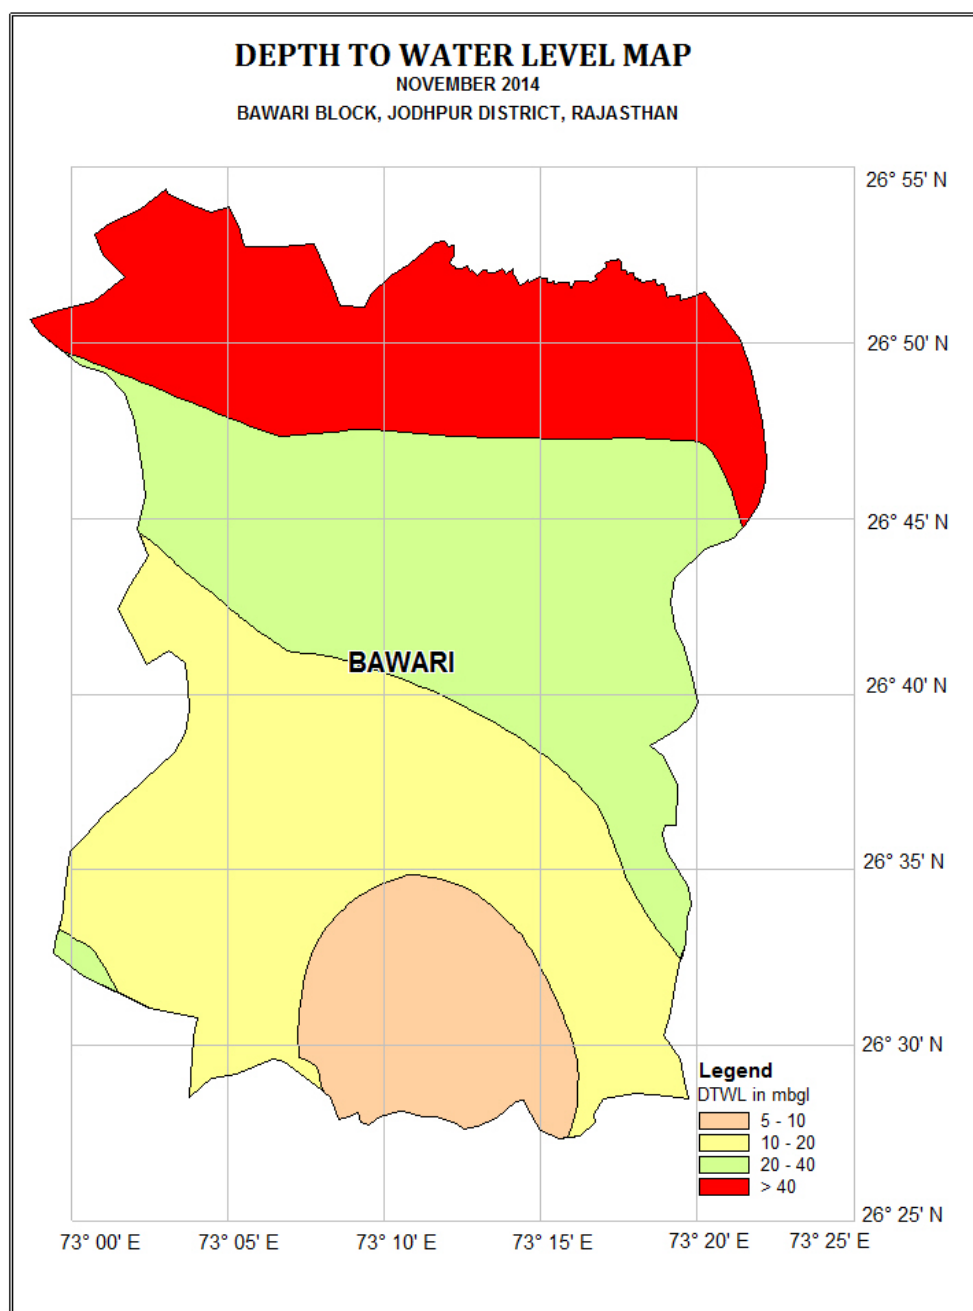 DEPTH TO WATER LEVEL MAP
NOVEMBER 2014
BAWARI BLOCK, JODHPUR DISTRICT, RAJASTHAN
26° 55' N
26° 50' N
26° 45' N
BAWARI
26° 40' N
26° 35' N
26° 30' N
Legend
DTWL in mbgl
5 - 10
10 - 20
20 - 40
> 40
26° 25' N
73° 00' E 73° 05' E 73° 10' E 73° 15' E 73° 20' E 73° 25' E